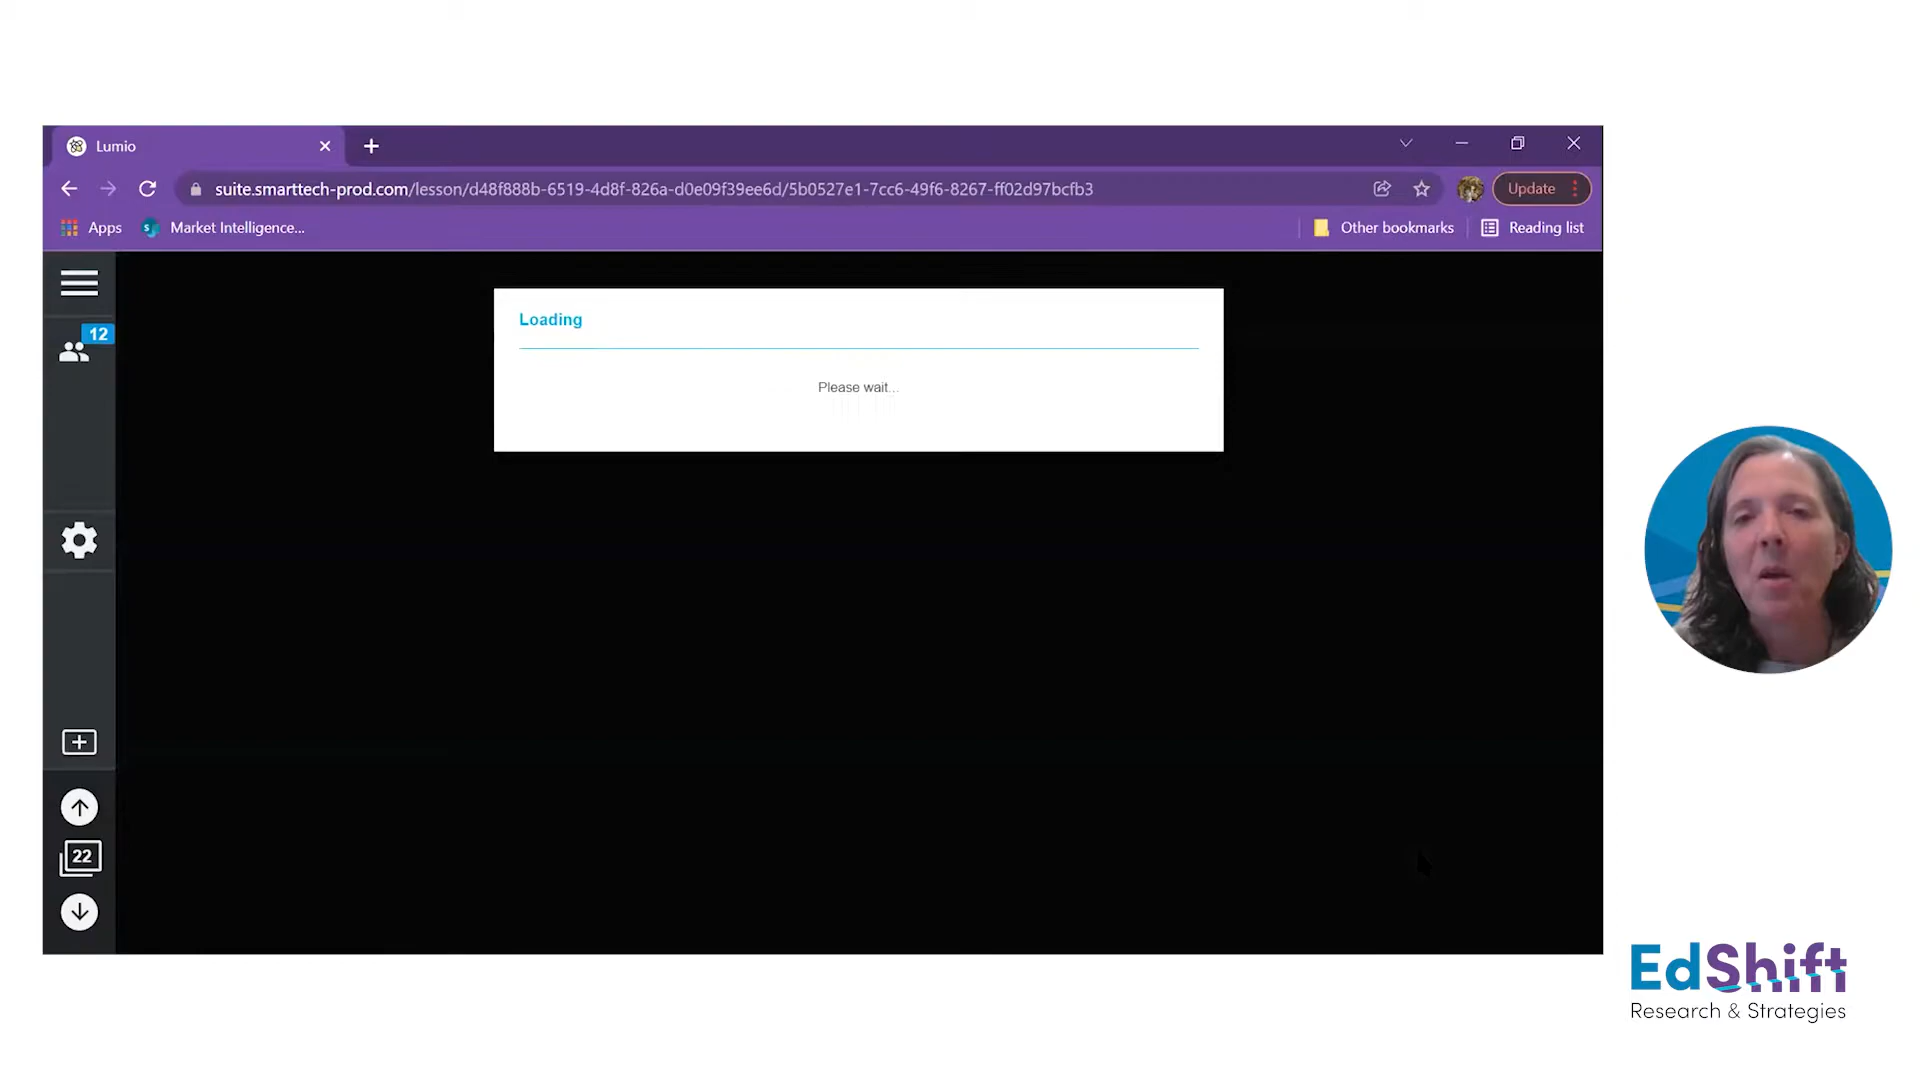 Lumio
suite.smarttech-prod.com/lesson/d48f888b-6519-4d8f-826a-d0e09f39ee6d/5b0527e1-7cc6-49f6-8267-ff02d97bcfb3
Update
Apps
Market Intelligence...
Other bookmarks
Reading list
12
Loading
Please wait...
22
EdShift
Research & Strategies